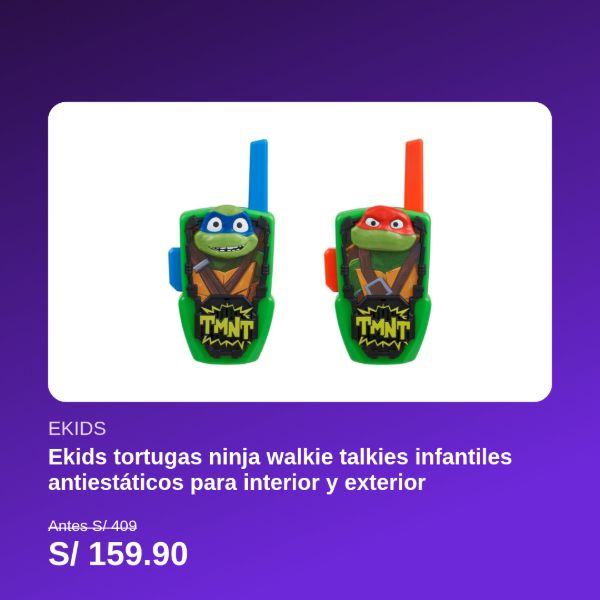 TMNT
TMNT
EKIDS
Ekids tortugas ninja walkie talkies infantiles
antiestáticos para interior y exterior
Antes S/ 409
S/ 159.90